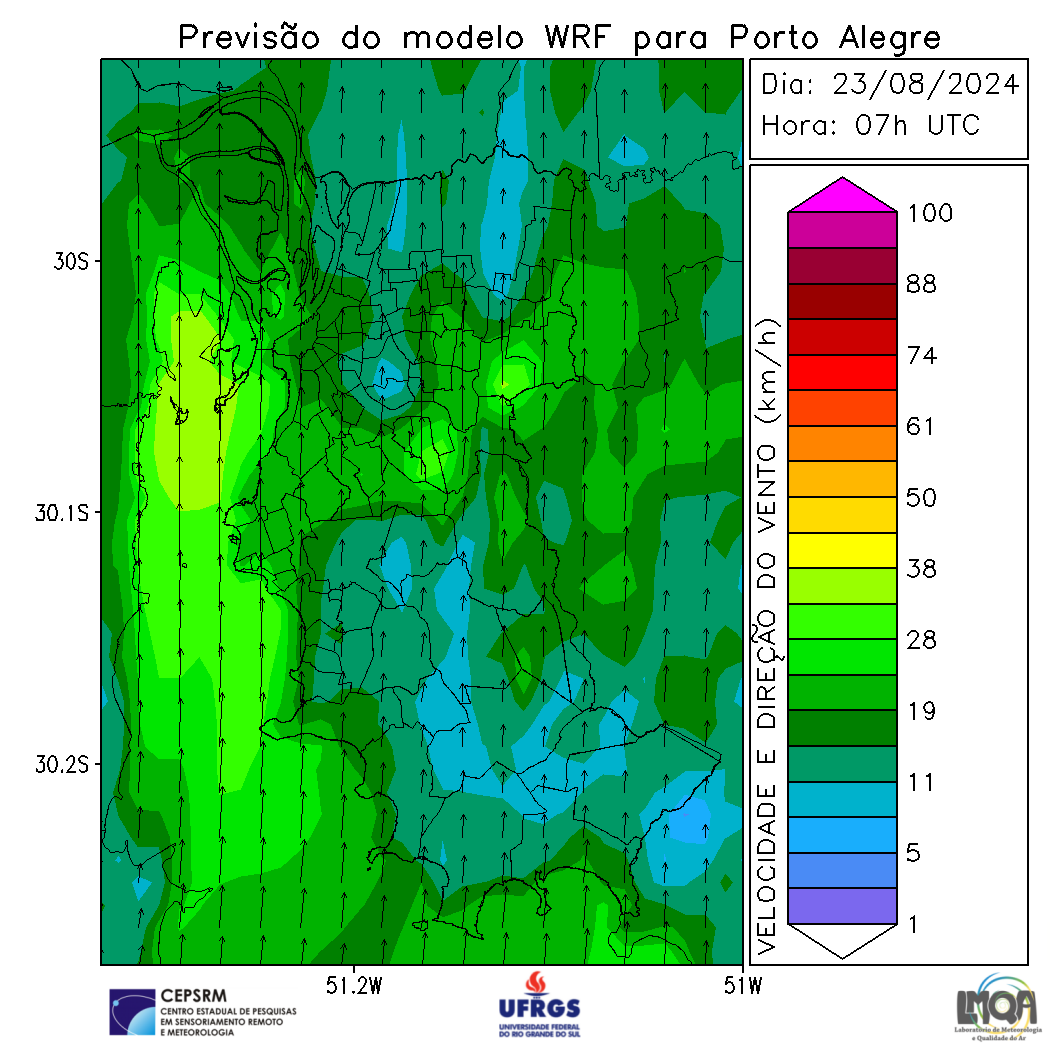 Previsão do modelo WRF para Porto Alegre
Dia: 23/08/2024
Hora: 07h UTC
30S
30.1S
30.2S
51.2W
51W
VELOCIDADE E DIREÇÃO DO VENTO (km/h)
100
88
74
61
50
38
28
19
11
5
1
CEPSRM
CENTRO ESTADUAL DE PESQUISAS
EM SENSORIAMENTO REMOTO
E METEOROLOGIA
UFRGS
UNIVERSIDADE FEDERAL
DO RIO GRANDE DO SUL
LMQA
Laboratório de Meteorologia
e Qualidade do Ar